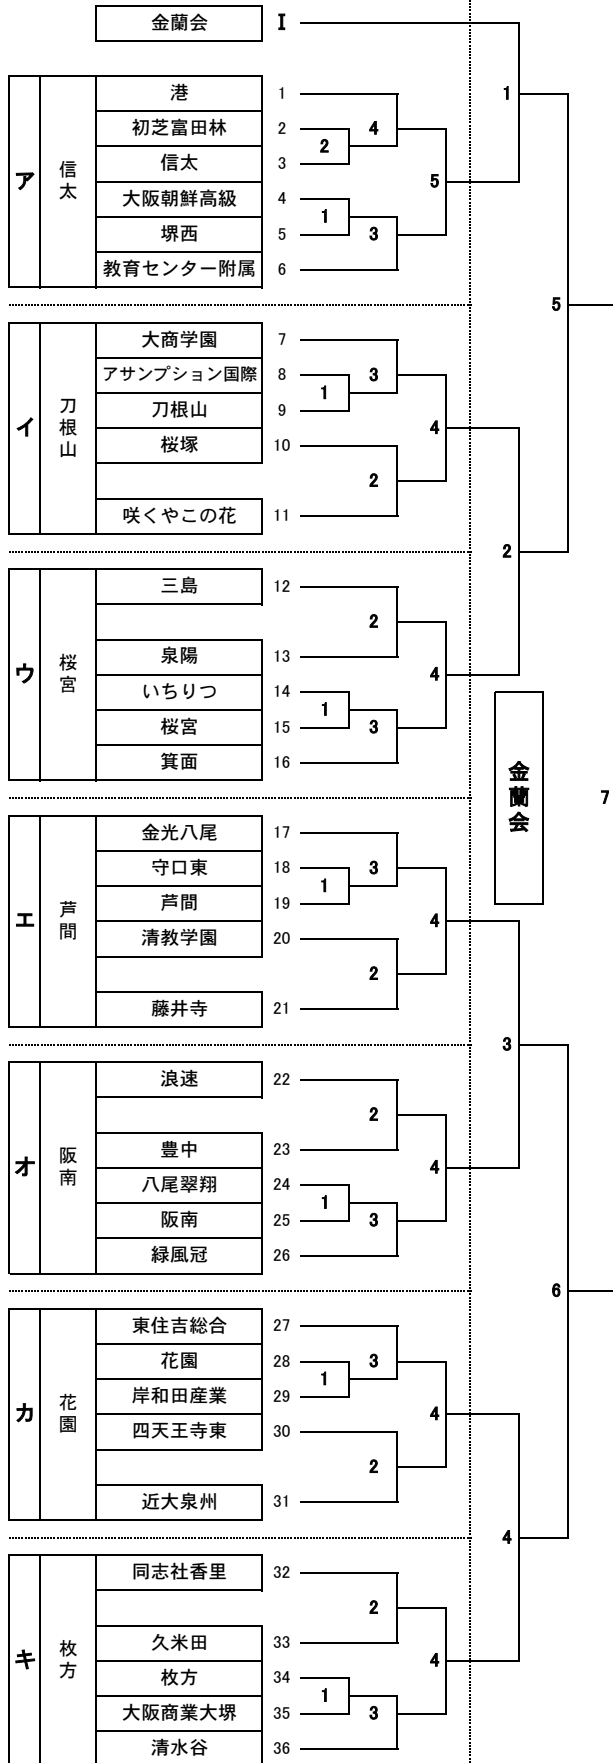 金蘭会 I
ア
信太
港 1
初芝富田林 2
信太 3
大阪朝鮮高級 4
堺西 5
教育センター附属 6
2
4
1
3
5
1
5
イ
刀根山
大商学園 7
アサンプション国際 8
刀根山 9
桜塚 10
咲くやこの花 11
1
3
2
4
2
ウ
桜宮
三島 12
泉陽 13
いちりつ 14
桜宮 15
箕面 16
2
1
3
4
金蘭会
7
エ
芦間
金光八尾 17
守口東 18
芦間 19
清教学園 20
藤井寺 21
1
3
2
4
3
オ
阪南
浪速 22
豊中 23
八尾翠翔 24
阪南 25
緑風冠 26
2
1
3
4
6
カ
花園
東住吉総合 27
花園 28
岸和田産業 29
四天王寺東 30
近大泉州 31
1
3
2
4
4
キ
枚方
同志社香里 32
久米田 33
枚方 34
大阪商業大堺 35
清水谷 36
2
1
3
4